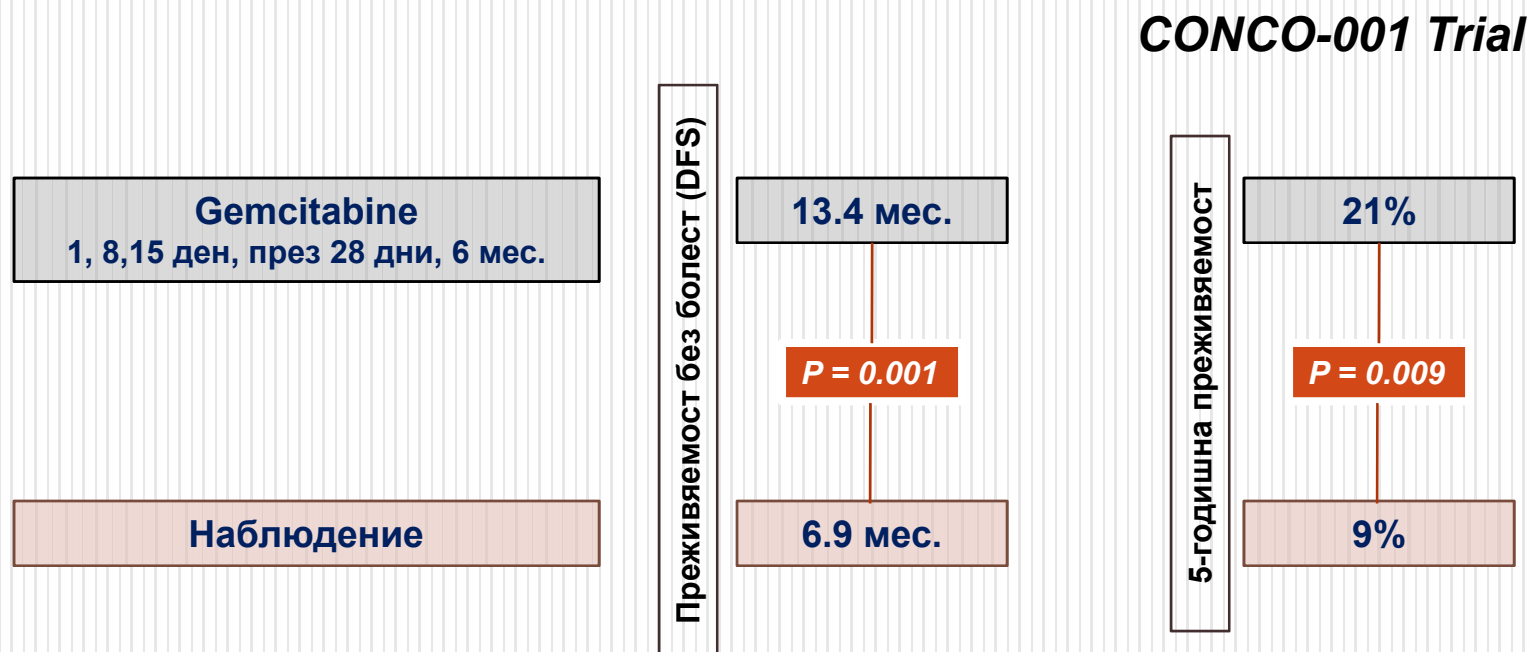 CONCO-001 Trial
Gemcitabine
1, 8,15 ден, през 28 дни, 6 мес.
Наблюдение
Преживяемост без болест (DFS)
13.4 мес.
P = 0.001
6.9 мес.
5-годишна преживяемост
21%
P = 0.009
9%